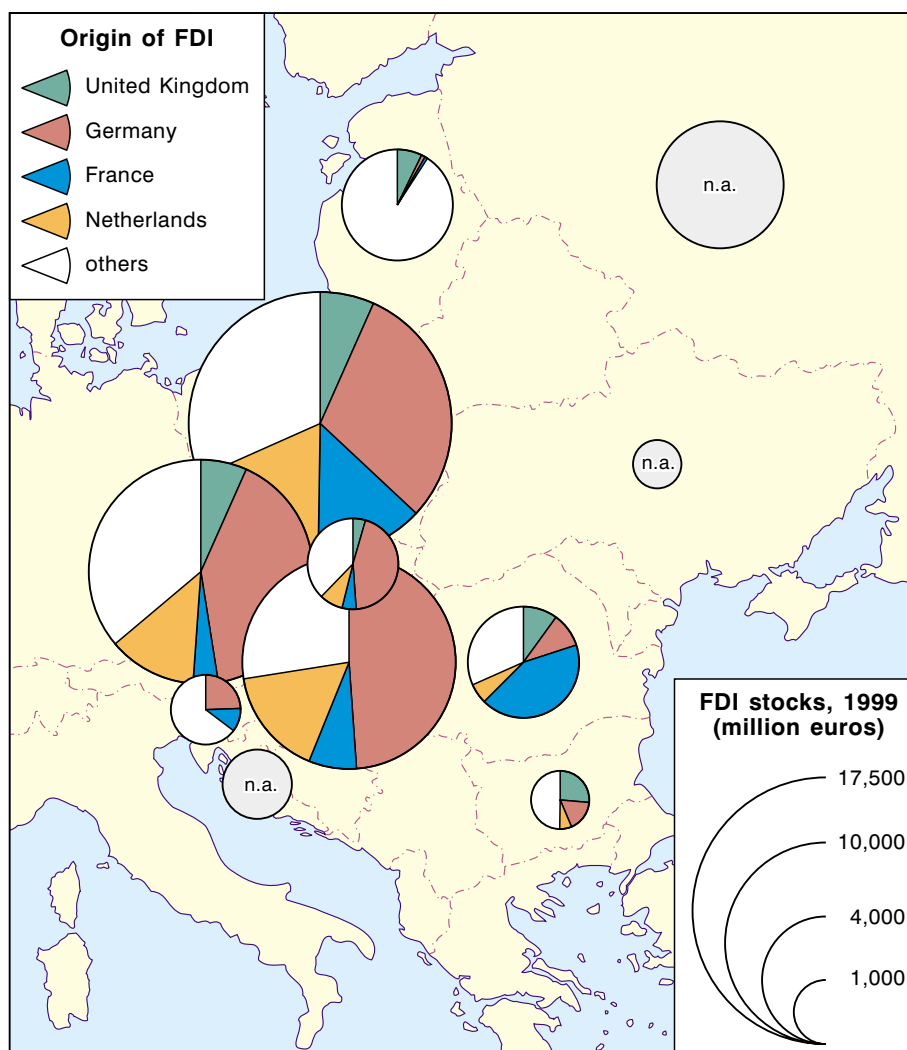 Origin of FDI
United Kingdom
Germany
France
Netherlands
others
n.a.
n.a.
n.a.
FDI stocks, 1999
(million euros)
17,500
10,000
4,000
1,000